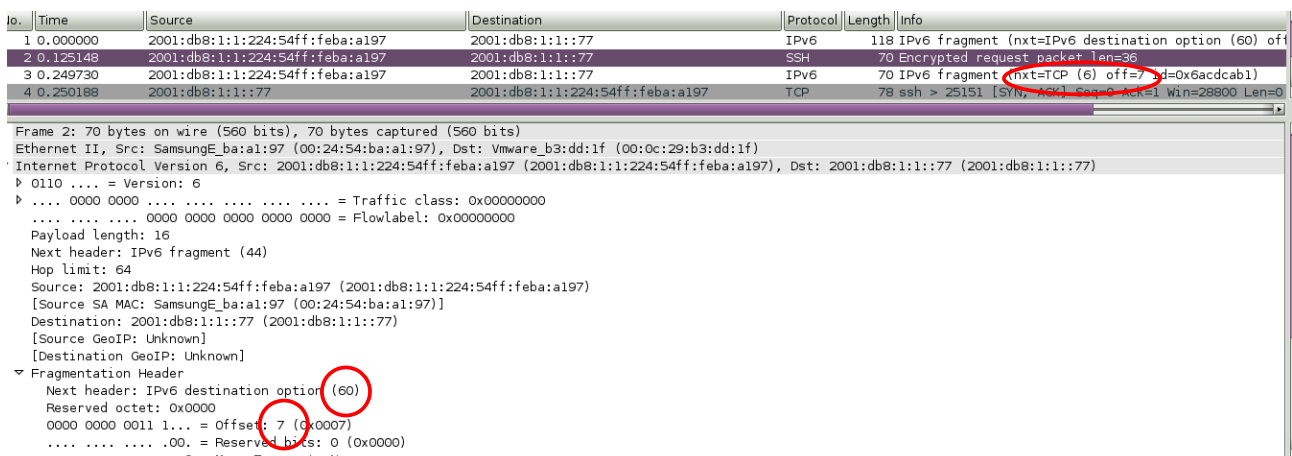 lo. Time Source Destination Protocol Length Info
1 0.000000 2001:db8:1:1:224:54ff:feba:a197 2001:db8:1:1::77 IPv6 118 IPv6 fragment (nxt=IPv6 destination option (60) off
2 0.125148 2001:db8:1:1:224:54ff:feba:a197 2001:db8:1:1::77 SSH 70 Encrypted request packet len=36
3 0.249730 2001:db8:1:1:224:54ff:feba:a197 2001:db8:1:1::77 IPv6 70 IPv6 fragment (nxt=TCP (6) off=7 id=0x6acdcab1)
4 0.250188 2001:db8:1:1::77 2001:db8:1:1:224:54ff:feba:a197 TCP 78 ssh > 25151 [SYN, ACK] Seq=0 Ack=1 Win=28800 Len=0
Frame 2: 70 bytes on wire (560 bits), 70 bytes captured (560 bits)
Ethernet II, Src: SamsungE_ba:a1:97 (00:24:54:ba:a1:97), Dst: Vmware_b3:dd:1f (00:0c:29:b3:dd:1f)
Internet Protocol Version 6, Src: 2001:db8:1:1:224:54ff:feba:a197 (2001:db8:1:1:224:54ff:feba:a197), Dst: 2001:db8:1:1::77 (2001:db8:1:1::77)
0110 .... = Version: 6
.... 0000 0000 .... .... .... .... .... = Traffic class: 0x00000000
.... .... .... 0000 0000 0000 0000 0000 = Flowlabel: 0x00000000
Payload length: 16
Next header: IPv6 fragment (44)
Hop limit: 64
Source: 2001:db8:1:1:224:54ff:feba:a197 (2001:db8:1:1:224:54ff:feba:a197)
[Source SA MAC: SamsungE_ba:a1:97 (00:24:54:ba:a1:97)]
Destination: 2001:db8:1:1::77 (2001:db8:1:1::77)
[Source GeoIP: Unknown]
[Destination GeoIP: Unknown]
Fragmentation Header
Next header: IPv6 destination option (60)
Reserved octet: 0x0000
0000 0000 0011 1... = Offset: 7 (0x0007)
.... .... .... .00. = Reserved bits: 0 (0x0000)